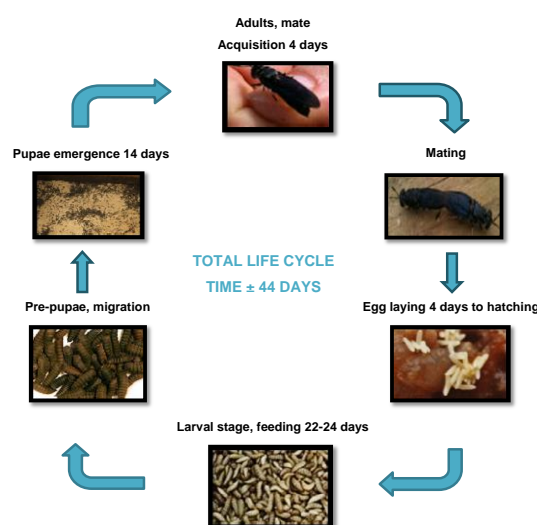 Adults, mate
Acquisition 4 days
Mating
Egg laying 4 days to hatching
Larval stage, feeding 22-24 days
Pre-pupae, migration
Pupae emergence 14 days
TOTAL LIFE CYCLE
TIME ± 44 DAYS